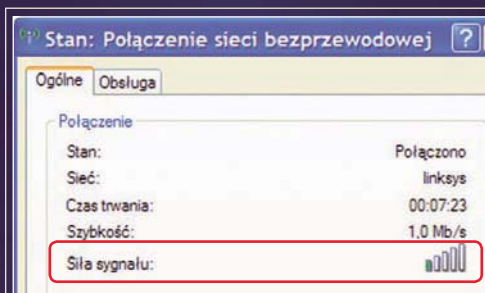 Stan: Połączenie sieci bezprzewodowej ?
Ogólne Obsługa
Połączenie
Stan: Połączono
Sieć: linksys
Czas trwania: 00:07:23
Szybkość: 1,0 Mb/s
Siła sygnału: